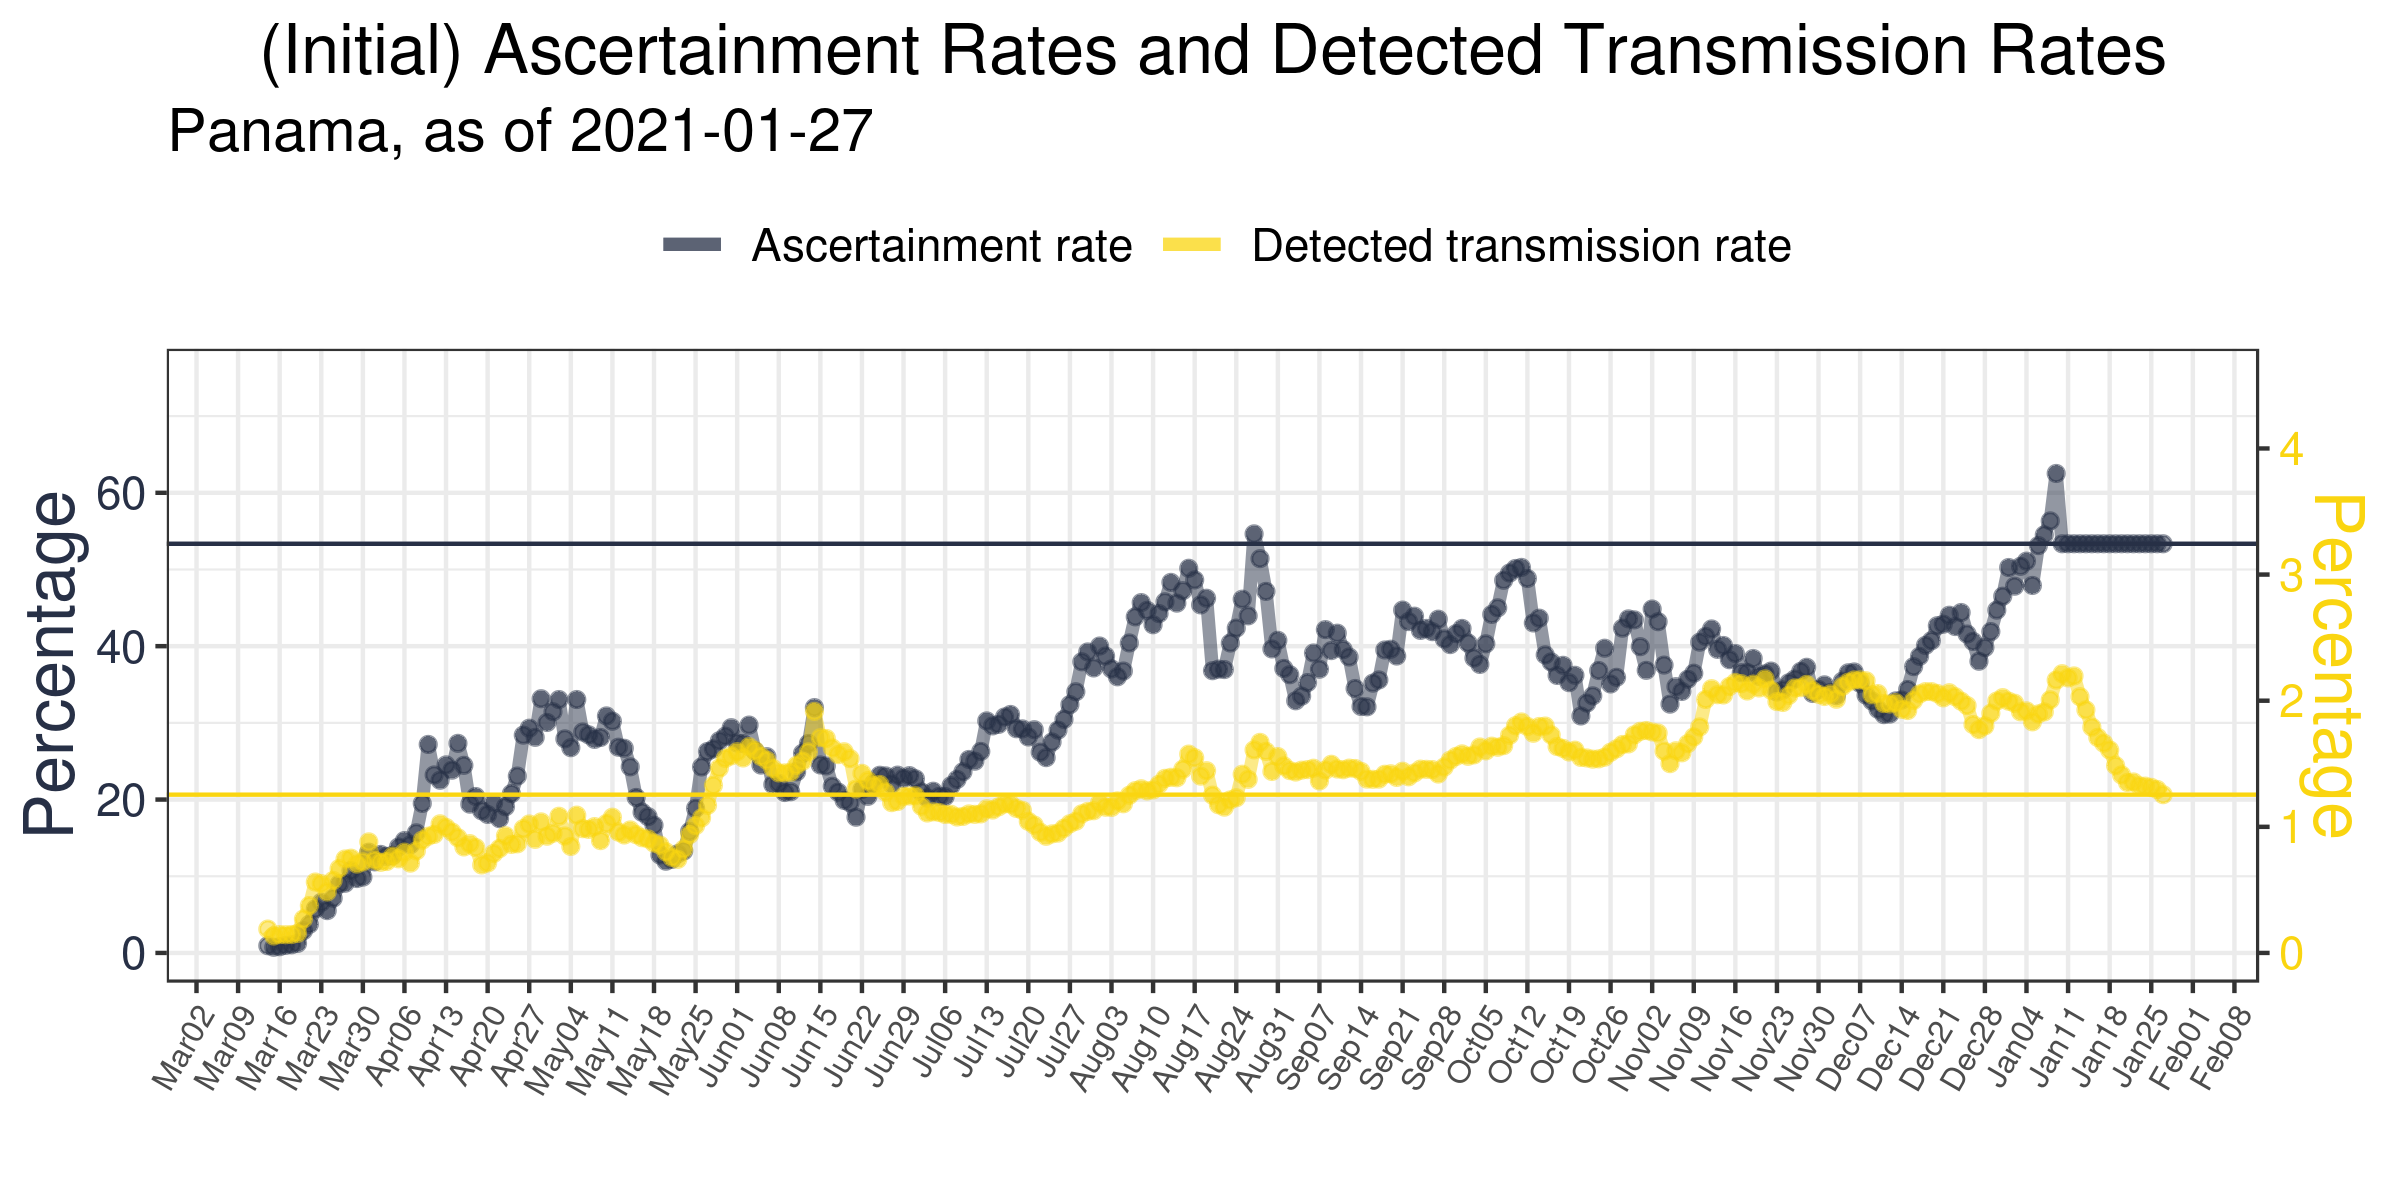 (Initial) Ascertainment Rates and Detected Transmission Rates
Panama, as of 2021-01-27
Ascertainment rate Detected transmission rate
Percentage
60
40
20
0
4
3
2
1
0
Percentage
Mar02 Mar09 Mar16 Mar23 Mar30 Apr06 Apr13 Apr20 Apr27 May04 May11 May18 May25 Jun01 Jun08 Jun15 Jun22 Jun29 Jul06 Jul13 Jul20 Jul27 Aug03 Aug10 Aug17 Aug24 Aug31 Sep07 Sep14 Sep21 Sep28 Oct05 Oct12 Oct19 Oct26 Nov02 Nov09 Nov16 Nov23 Nov30 Dec07 Dec14 Dec21 Dec28 Jan04 Jan11 Jan18 Jan25 Feb01 Feb08